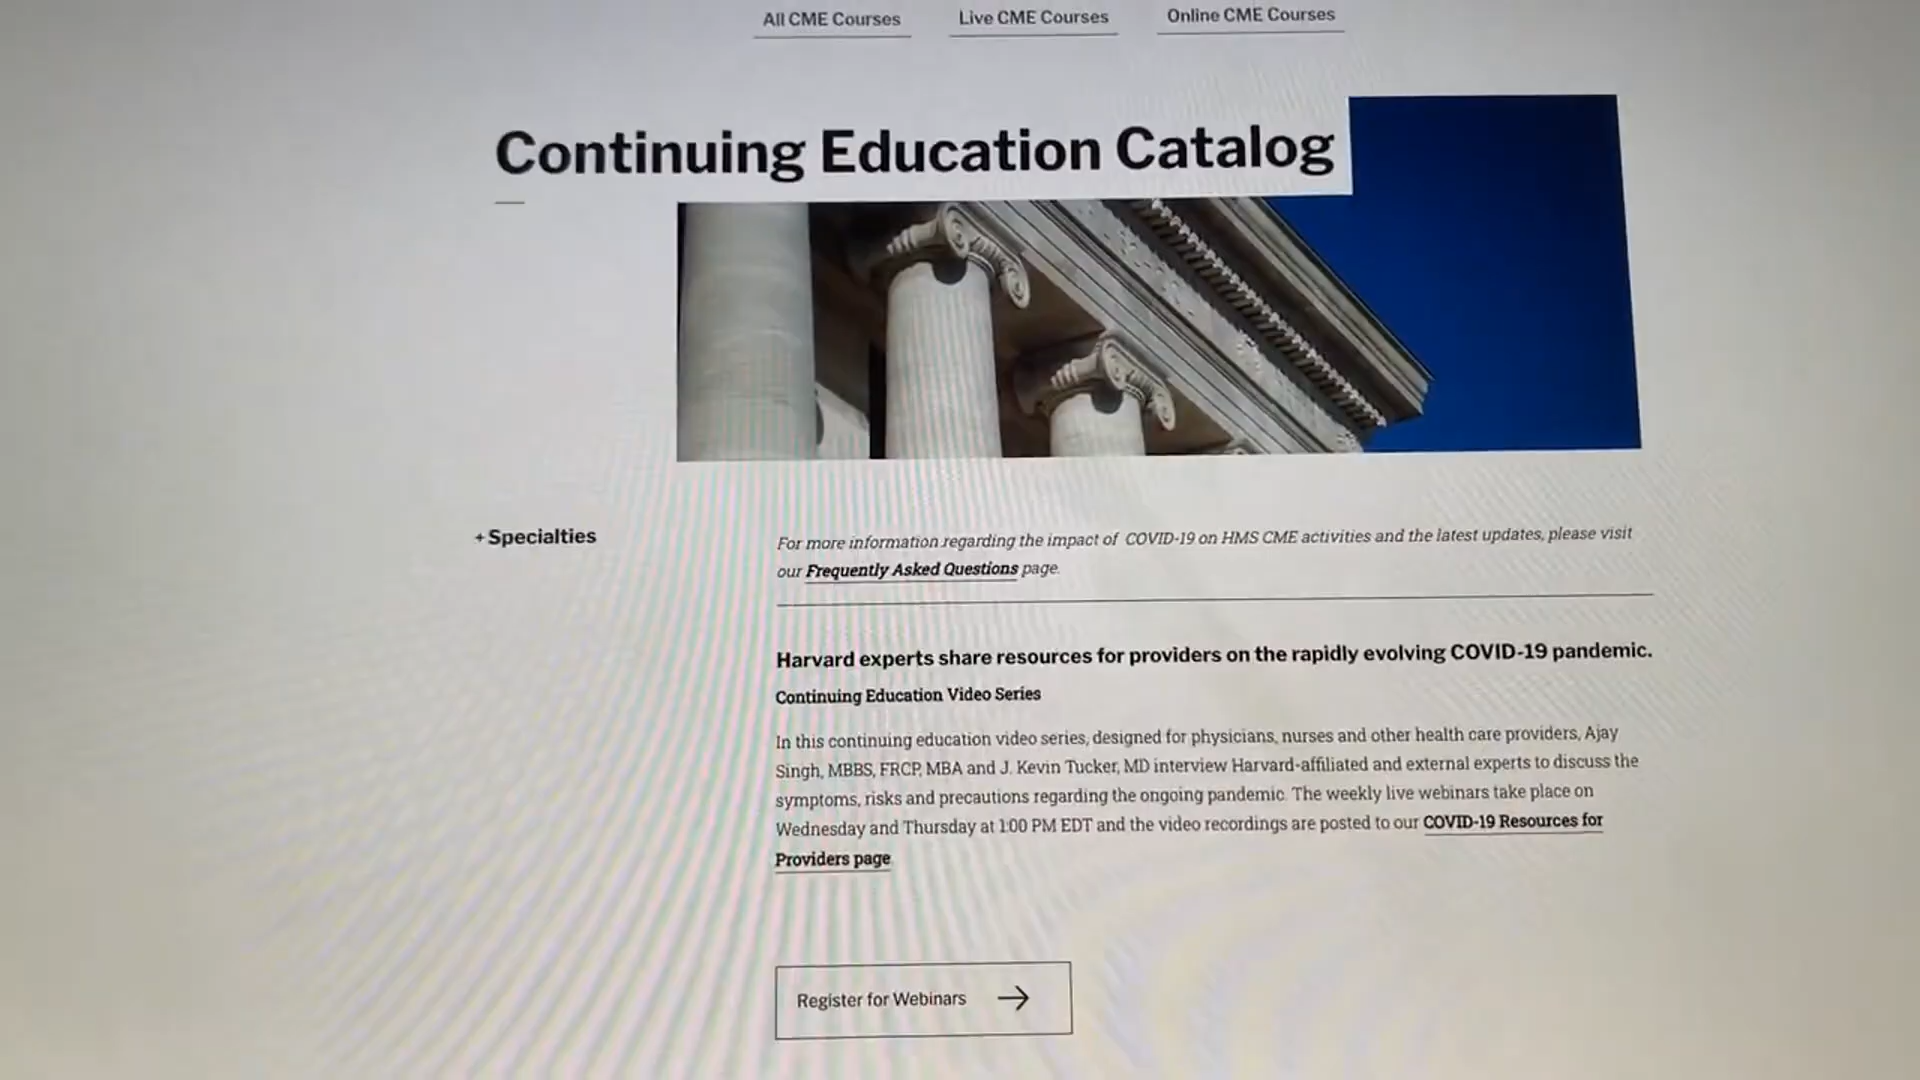 All CME Courses Live CME Courses Online CME Courses
Continuing Education Catalog
+ Specialties
For more information regarding the impact of COVID-19 on HMS CME activities and the latest updates, please visit
our Frequently Asked Questions page.
Harvard experts share resources for providers on the rapidly evolving COVID-19 pandemic.
Continuing Education Video Series
In this continuing education video series, designed for physicians, nurses and other health care providers, Ajay
Singh, MBBS, FRCP, MBA and J. Kevin Tucker, MD interview Harvard-affiliated and external experts to discuss the
symptoms, risks and precautions regarding the ongoing pandemic. The weekly live webinars take place on
Wednesday and Thursday at 1:00 PM EDT and the video recordings are posted to our COVID-19 Resources for
Providers page.
Register for Webinars →